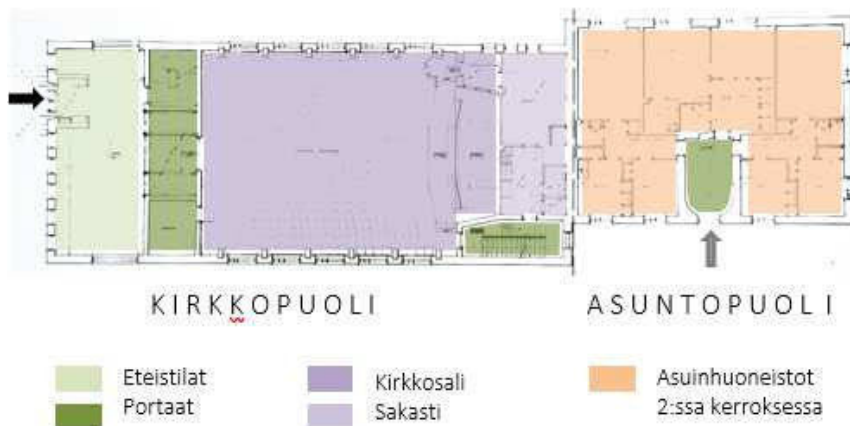 KIRKKOPUOLI
ASUNTOPUOLI
Eteistilat
Portaat
Kirkkosali
Sakasti
Asuinhuoneistot
2:ssa kerroksessa